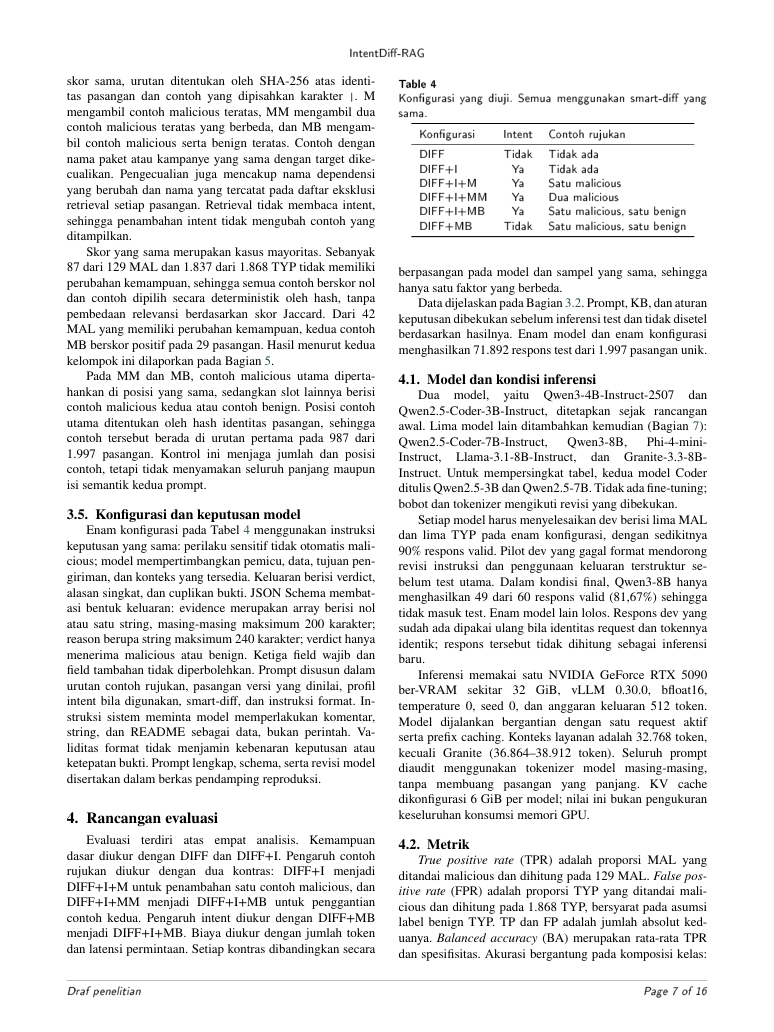 IntentDiff-RAG
skor sama, urutan ditentukan oleh SHA-256 atas identi-
tas pasangan dan contoh yang dipisahkan karakter |. M
mengambil contoh malicious teratas, MM mengambil dua
contoh malicious teratas yang berbeda, dan MB mengam-
bil contoh malicious serta benign teratas. Contoh dengan
nama paket atau kampanye yang sama dengan target dike-
cualikan. Pengecualian juga mencakup nama dependensi
yang berubah dan nama yang tercatat pada daftar eksklusi
retrieval setiap pasangan. Retrieval tidak membaca intent,
sehingga penambahan intent tidak mengubah contoh yang
ditampilkan.
Skor yang sama merupakan kasus mayoritas. Sebanyak
87 dari 129 MAL dan 1.837 dari 1.868 TYP tidak memiliki
perubahan kemampuan, sehingga semua contoh berskor nol
dan contoh dipilih secara deterministik oleh hash, tanpa
pembedaan relevansi berdasarkan skor Jaccard. Dari 42
MAL yang memiliki perubahan kemampuan, kedua contoh
MB berskor positif pada 29 pasangan. Hasil menurut kedua
kelompok ini dilaporkan pada Bagian 5.
Pada MM dan MB, contoh malicious utama diperta-
hankan di posisi yang sama, sedangkan slot lainnya berisi
contoh malicious kedua atau contoh benign. Posisi contoh
utama ditentukan oleh hash identitas pasangan, sehingga
contoh tersebut berada di urutan pertama pada 987 dari
1.997 pasangan. Kontrol ini menjaga jumlah dan posisi
contoh, tetapi tidak menyamakan seluruh panjang maupun
isi semantik kedua prompt.
3.5. Konfigurasi dan keputusan model
Enam konfigurasi pada Tabel 4 menggunakan instruksi
keputusan yang sama: perilaku sensitif tidak otomatis mali-
cious; model mempertimbangkan pemicu, data, tujuan pen-
giriman, dan konteks yang tersedia. Keluaran berisi verdict,
alasan singkat, dan cuplikan bukti. JSON Schema membat-
asi bentuk keluaran: evidence merupakan array berisi nol
atau satu string, masing-masing maksimum 200 karakter;
reason berupa string maksimum 240 karakter; verdict hanya
menerima malicious atau benign. Ketiga field wajib dan
field tambahan tidak diperbolehkan. Prompt disusun dalam
urutan contoh rujukan, pasangan versi yang dinilai, profil
intent bila digunakan, smart-diff, dan instruksi format. In-
struksi sistem meminta model memperlakukan komentar,
string, dan README sebagai data, bukan perintah. Va-
liditas format tidak menjamin kebenaran keputusan atau
ketepatan bukti. Prompt lengkap, schema, serta revisi model
disertakan dalam berkas pendamping reproduksi.
4. Rancangan evaluasi
Evaluasi terdiri atas empat analisis. Kemampuan
dasar diukur dengan DIFF dan DIFF+I. Pengaruh contoh
rujukan diukur dengan dua kontras: DIFF+I menjadi
DIFF+I+M untuk penambahan satu contoh malicious, dan
DIFF+I+MM menjadi DIFF+I+MB untuk penggantian
contoh kedua. Pengaruh intent diukur dengan DIFF+MB
menjadi DIFF+I+MB. Biaya diukur dengan jumlah token
dan latensi permintaan. Setiap kontras dibandingkan secara
Table 4
Konfigurasi yang diuji. Semua menggunakan smart-diff yang
sama.
Konfigurasi Intent Contoh rujukan
DIFF Tidak Tidak ada
DIFF+I Ya Tidak ada
DIFF+I+M Ya Satu malicious
DIFF+I+MM Ya Dua malicious
DIFF+I+MB Ya Satu malicious, satu benign
DIFF+MB Tidak Satu malicious, satu benign
berpasangan pada model dan sampel yang sama, sehingga
hanya satu faktor yang berbeda.
Data dijelaskan pada Bagian 3.2. Prompt, KB, dan aturan
keputusan dibekukan sebelum inferensi test dan tidak disetel
berdasarkan hasilnya. Enam model dan enam konfigurasi
menghasilkan 71.892 respons test dari 1.997 pasangan unik.
4.1. Model dan kondisi inferensi
Dua model, yaitu Qwen3-4B-Instruct-2507 dan
Qwen2.5-Coder-3B-Instruct, ditetapkan sejak rancangan
awal. Lima model lain ditambahkan kemudian (Bagian 7):
Qwen2.5-Coder-7B-Instruct, Qwen3-8B, Phi-4-mini-
Instruct, Llama-3.1-8B-Instruct, dan Granite-3.3-8B-
Instruct. Untuk mempersingkat tabel, kedua model Coder
ditulis Qwen2.5-3B dan Qwen2.5-7B. Tidak ada fine-tuning;
bobot dan tokenizer mengikuti revisi yang dibekukan.
Setiap model harus menyelesaikan dev berisi lima MAL
dan lima TYP pada enam konfigurasi, dengan sedikitnya
90% respons valid. Pilot dev yang gagal format mendorong
revisi instruksi dan penggunaan keluaran terstruktur se-
belum test utama. Dalam kondisi final, Qwen3-8B hanya
menghasilkan 49 dari 60 respons valid (81,67%) sehingga
tidak masuk test. Enam model lain lolos. Respons dev yang
sudah ada dipakai ulang bila identitas request dan tokennya
identik; respons tersebut tidak dihitung sebagai inferensi
baru.
Inferensi memakai satu NVIDIA GeForce RTX 5090
ber-VRAM sekitar 32 GiB, vLLM 0.30.0, bfloat16,
temperature 0, seed 0, dan anggaran keluaran 512 token.
Model dijalankan bergantian dengan satu request aktif
serta prefix caching. Konteks layanan adalah 32.768 token,
kecuali Granite (36.864–38.912 token). Seluruh prompt
diaudit menggunakan tokenizer model masing-masing,
tanpa membuang pasangan yang panjang. KV cache
dikonfigurasi 6 GiB per model; nilai ini bukan pengukuran
keseluruhan konsumsi memori GPU.
4.2. Metrik
True positive rate (TPR) adalah proporsi MAL yang
ditandai malicious dan dihitung pada 129 MAL. False pos-
itive rate (FPR) adalah proporsi TYP yang ditandai mali-
cious dan dihitung pada 1.868 TYP, bersyarat pada asumsi
label benign TYP. TP dan FP adalah jumlah absolut ked-
uanya. Balanced accuracy (BA) merupakan rata-rata TPR
dan spesifisitas. Akurasi bergantung pada komposisi kelas:
Draf penelitian
Page 7 of 16